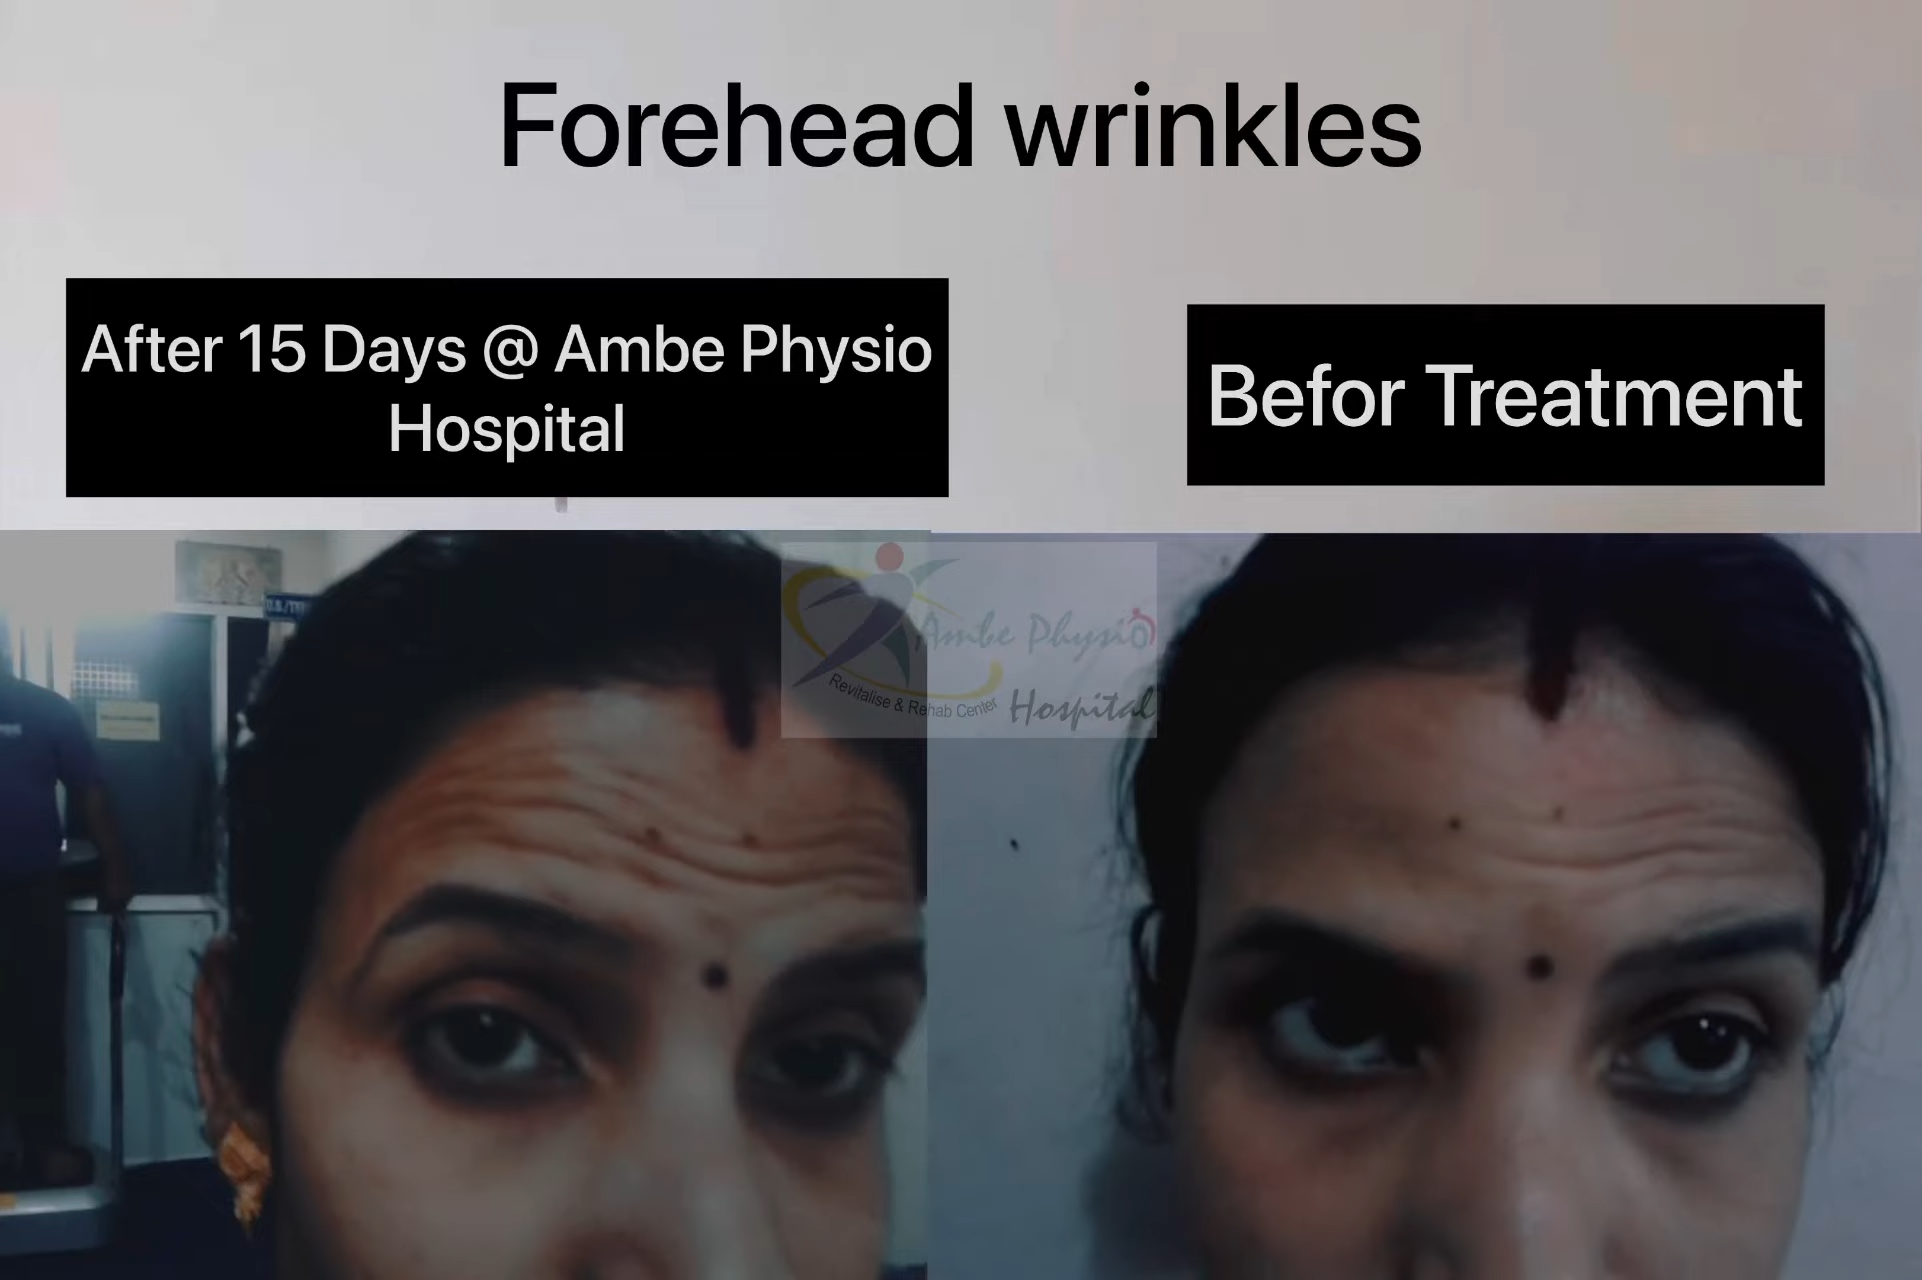 Forehead wrinkles
After 15 Days @ Ambe Physio
Hospital
Befor Treatment
Ambe Physio
Hospital
Revitalise & Rehab Center